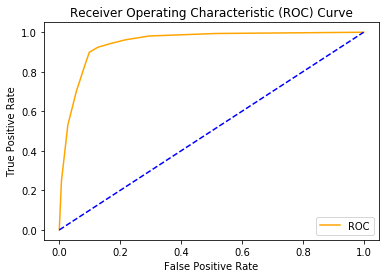 Receiver Operating Characteristic (ROC) Curve
1.0
0.8
0.6
0.4
0.2
0.0
True Positive Rate
ROC
0.0 0.2 0.4 0.6 0.8 1.0
False Positive Rate